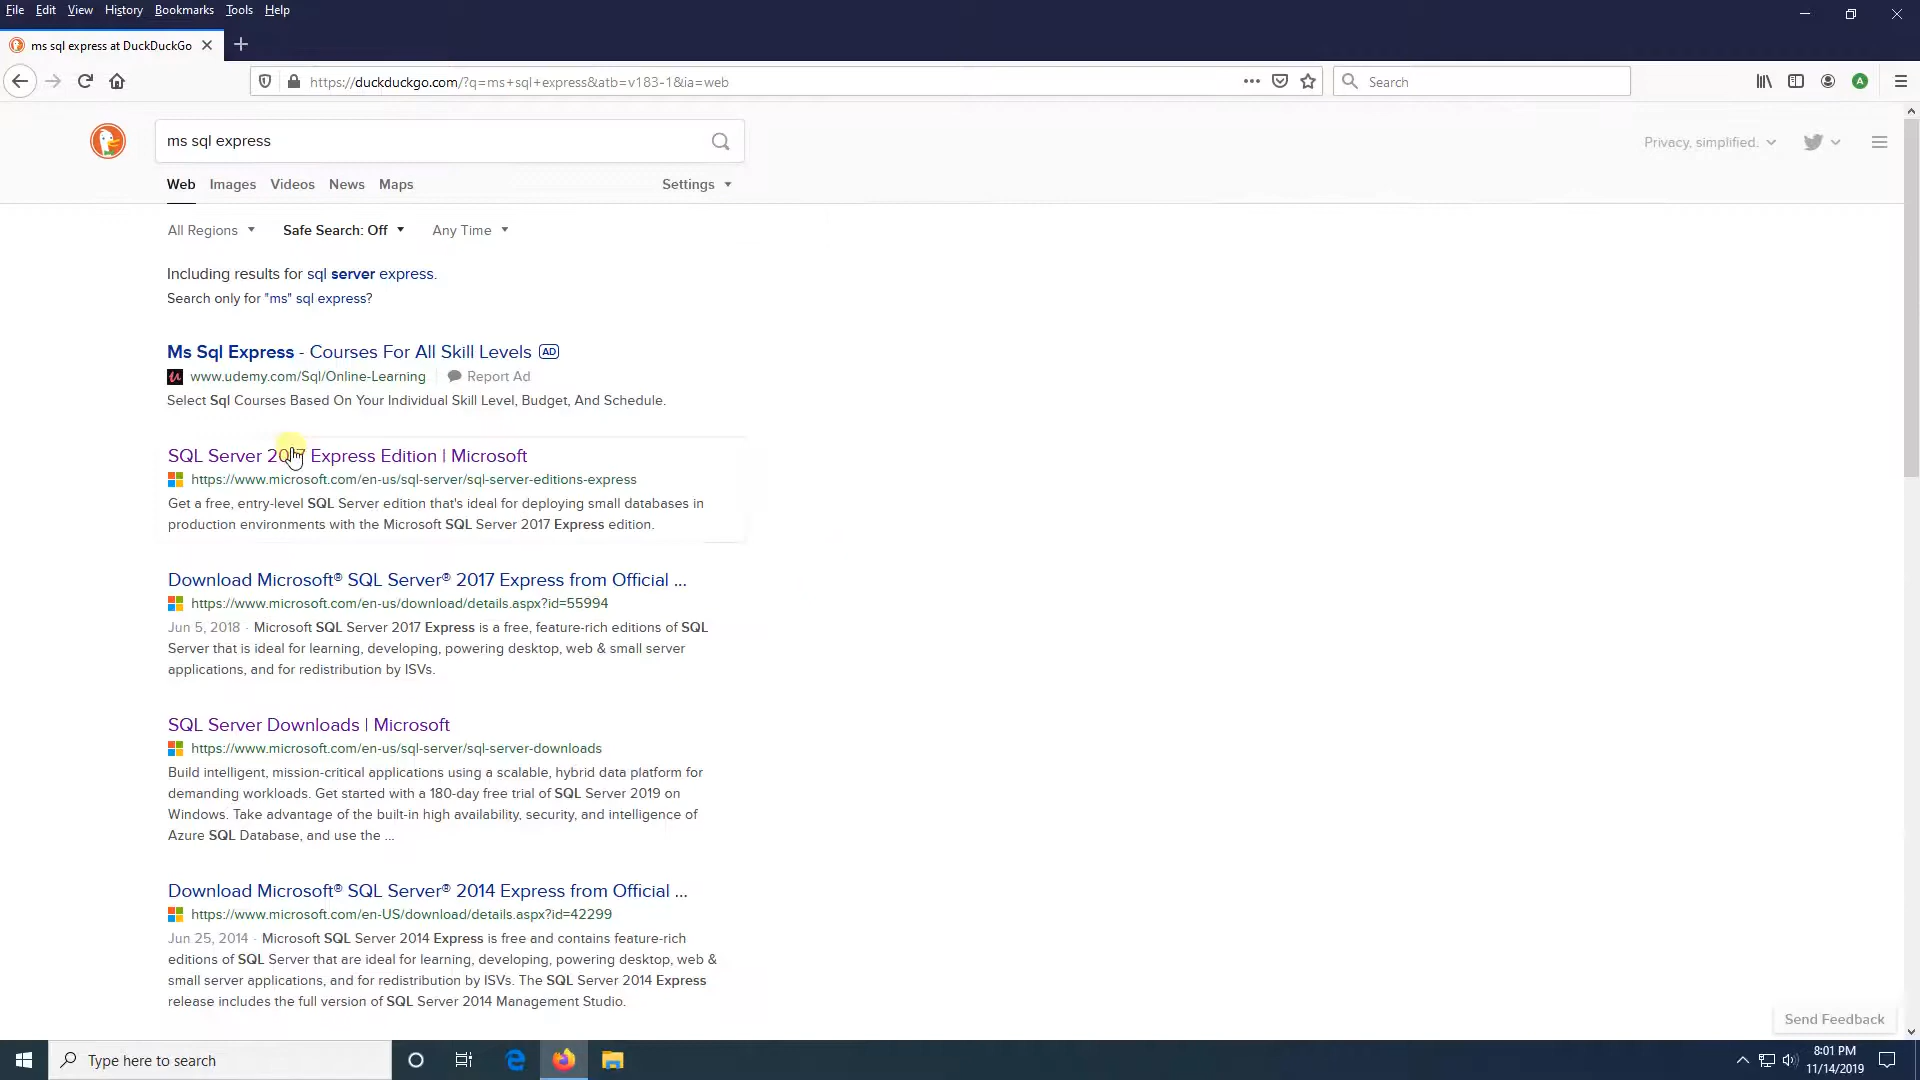 File Edit View History Bookmarks Tools Help
ms sql express at DuckDuckGo
https://duckduckgo.com/?q=ms+sql+express&atb=v183-1&ia=web
Search
ms sql express
Privacy, simplified.
Web Images Videos News Maps Settings
All Regions Safe Search: Off Any Time
Including results for sql server express.
Search only for "ms" sql express?
Ms Sql Express - Courses For All Skill Levels AD
www.udemy.com/Sql/Online-Learning Report Ad
Select Sql Courses Based On Your Individual Skill Level, Budget, And Schedule.
SQL Server 2017 Express Edition | Microsoft
https://www.microsoft.com/en-us/sql-server/sql-server-editions-express
Get a free, entry-level SQL Server edition that's ideal for deploying small databases in
production environments with the Microsoft SQL Server 2017 Express edition.
Download Microsoft® SQL Server® 2017 Express from Official ...
https://www.microsoft.com/en-us/download/details.aspx?id=55994
Jun 5, 2018 · Microsoft SQL Server 2017 Express is a free, feature-rich editions of SQL
Server that is ideal for learning, developing, powering desktop, web & small server
applications, and for redistribution by ISVs.
SQL Server Downloads | Microsoft
https://www.microsoft.com/en-us/sql-server/sql-server-downloads
Build intelligent, mission-critical applications using a scalable, hybrid data platform for
demanding workloads. Get started with a 180-day free trial of SQL Server 2019 on
Windows. Take advantage of the built-in high availability, security, and intelligence of
Azure SQL Database, and use the ...
Download Microsoft® SQL Server® 2014 Express from Official ...
https://www.microsoft.com/en-US/download/details.aspx?id=42299
Jun 25, 2014 · Microsoft SQL Server 2014 Express is free and contains feature-rich
editions of SQL Server that are ideal for learning, developing, powering desktop, web &
small server applications, and for redistribution by ISVs. The SQL Server 2014 Express
release includes the full version of SQL Server 2014 Management Studio.
Send Feedback
Type here to search
8:01 PM
11/14/2019